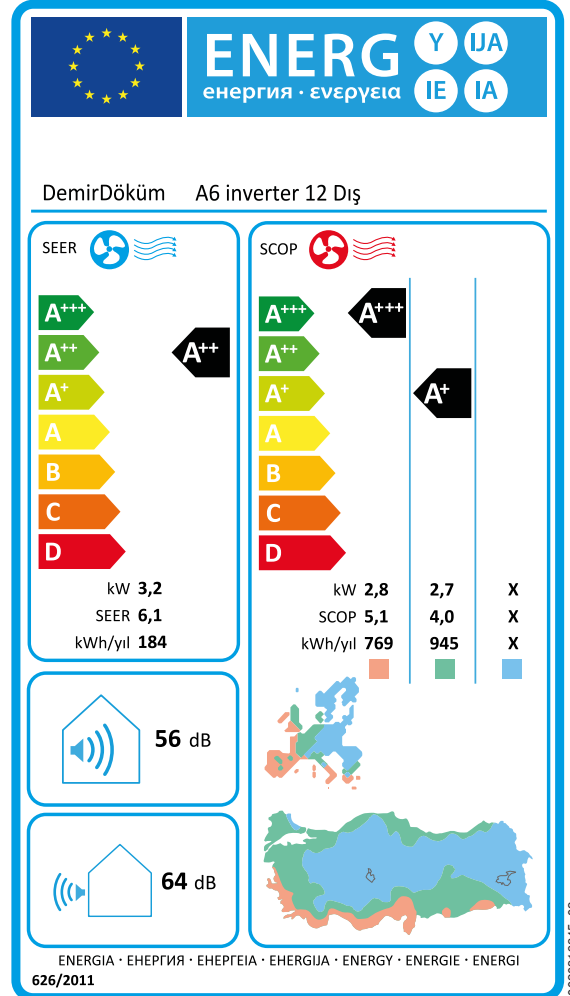 ENERG Y IJA
енергия · ενεργεια IE IA
DemirDöküm A6 inverter 12 Dış
SEER
A+++
A++
A+
A
B
C
D
A++
kW 3,2
SEER 6,1
kWh/yıl 184
SCOP
A+++
A++
A+
A
B
C
D
A+++
A+
kW 2,8 2,7 X
SCOP 5,1 4,0 X
kWh/yıl 769 945 X
56 dB
64 dB
ENERGIA · ЕНЕРГИЯ · ΕΝΕΡΓΕΙΑ · ENERGIJA · ENERGY · ENERGIE · ENERGI
626/2011